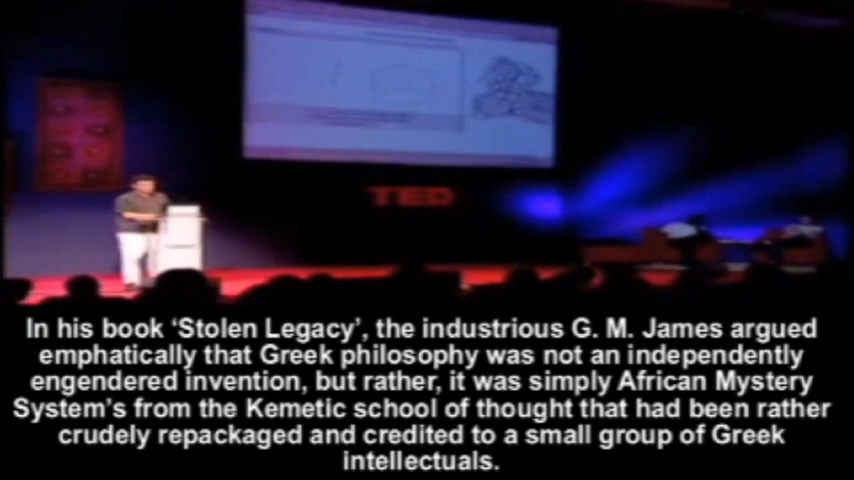 TED
In his book ‘Stolen Legacy’, the industrious G. M. James argued
emphatically that Greek philosophy was not an independently
engendered invention, but rather, it was simply African Mystery
System’s from the Kemetic school of thought that had been rather
crudely repackaged and credited to a small group of Greek
intellectuals.